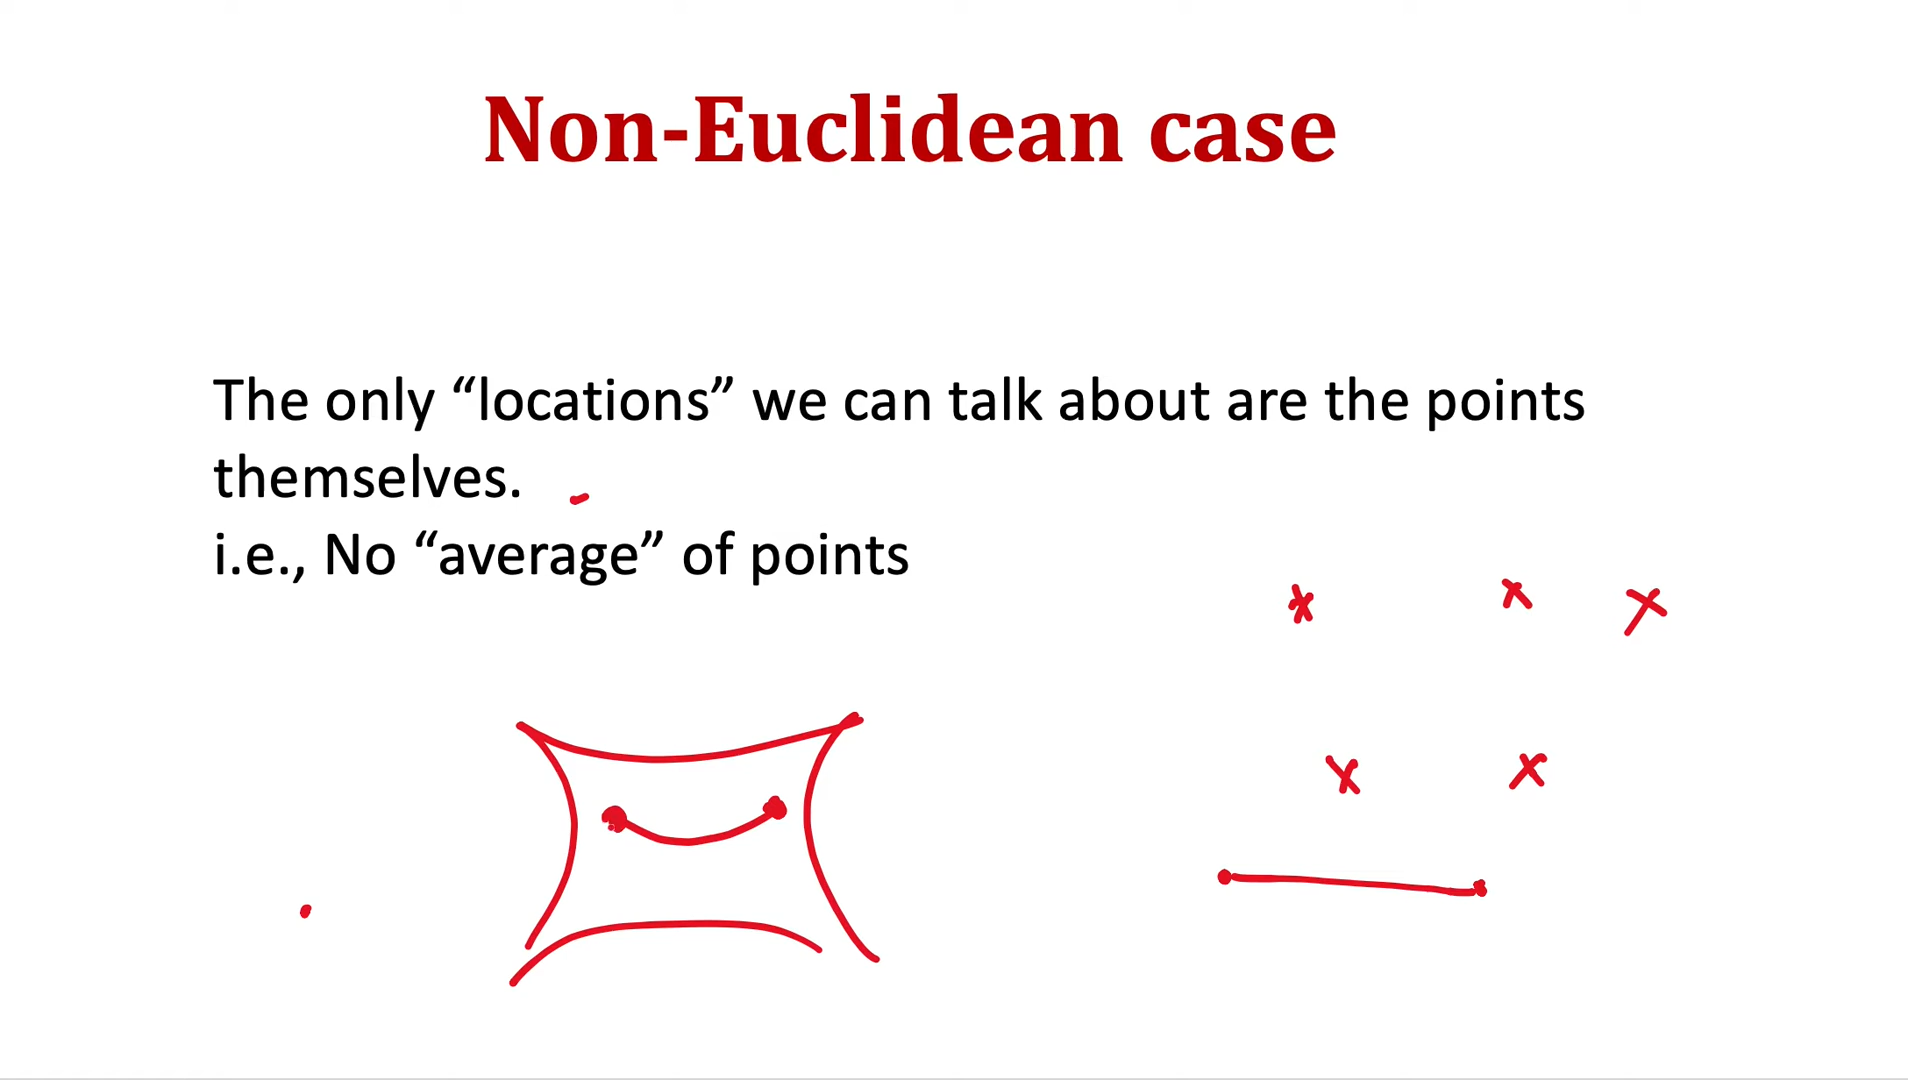 Non-Euclidean case
The only “locations” we can talk about are the points
themselves.
i.e., No “average” of points